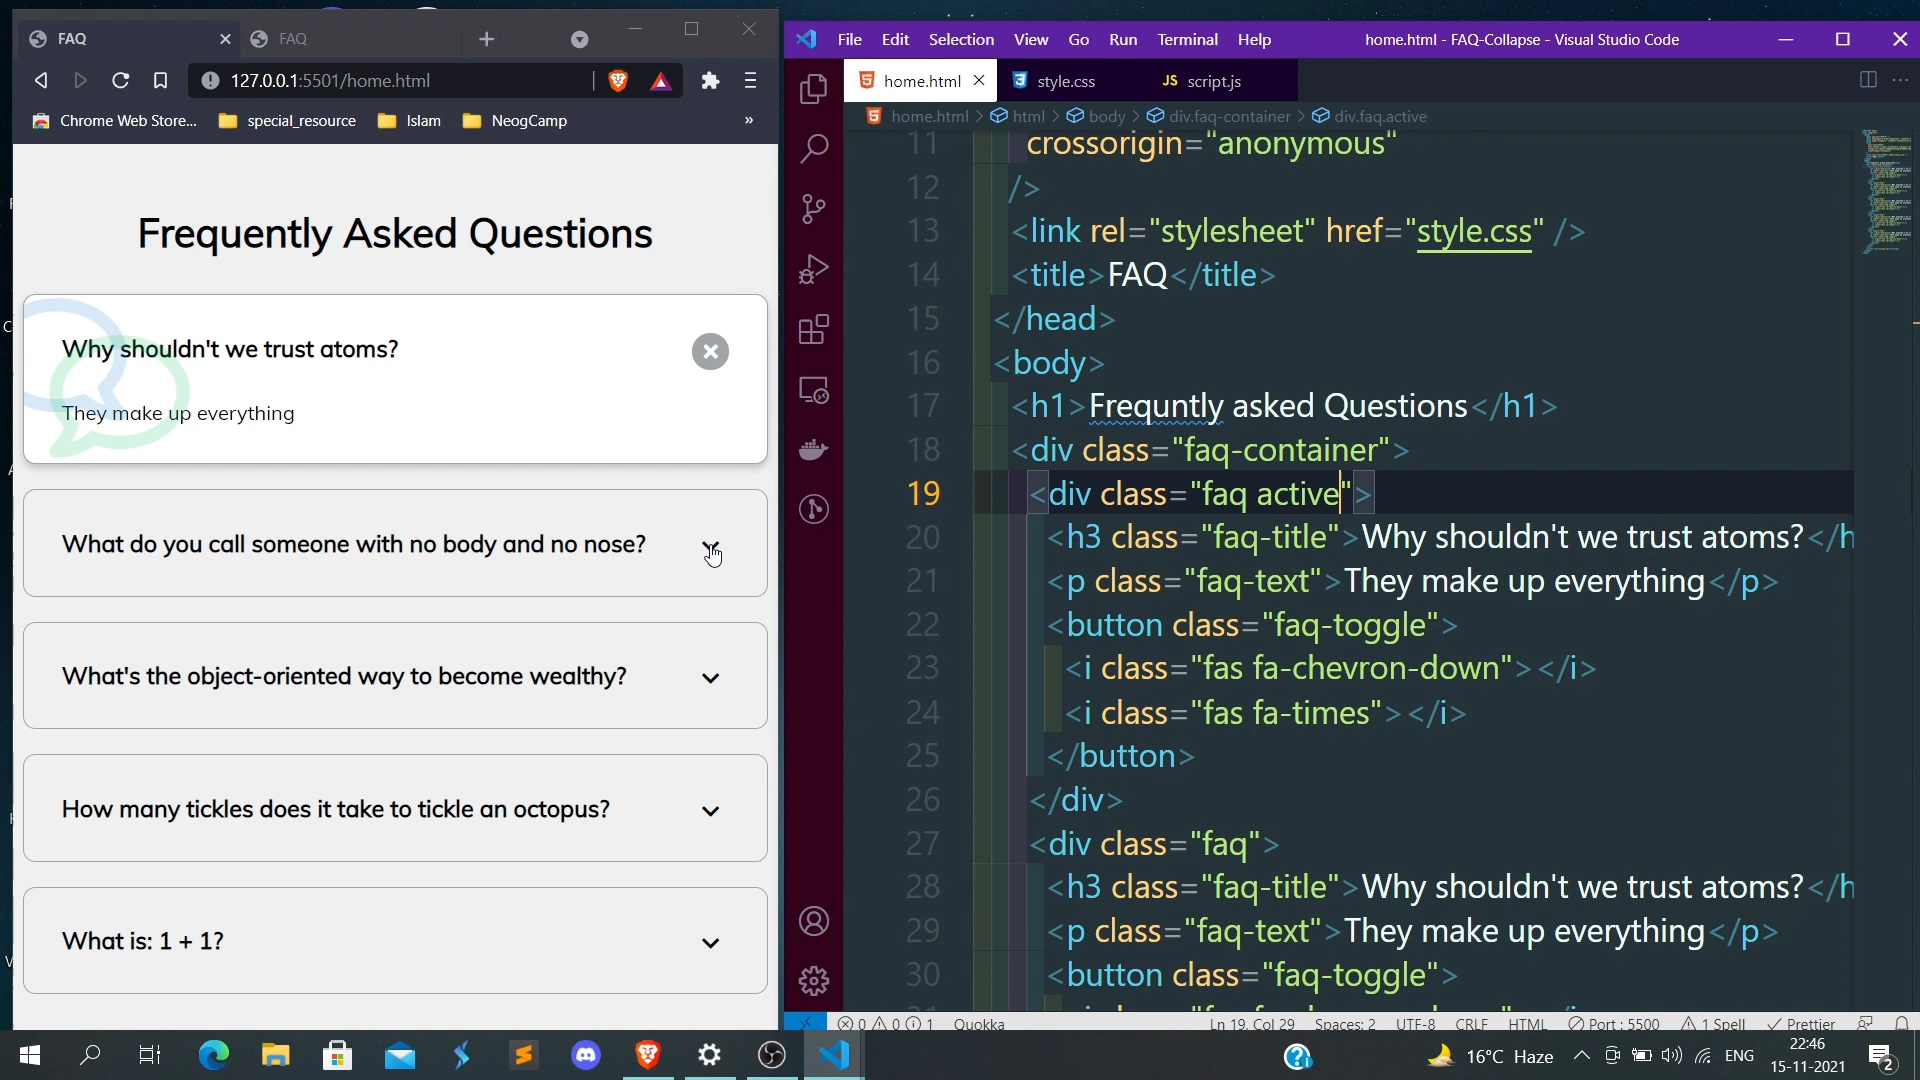 FAQ
FAQ
127.0.0.1:5501/home.html
Chrome Web Store...
special_resource
Islam
NeogCamp
»
Frequently Asked Questions
Why shouldn't we trust atoms?
They make up everything
What do you call someone with no body and no nose?
What's the object-oriented way to become wealthy?
How many tickles does it take to tickle an octopus?
What is: 1 + 1?
File Edit Selection View Go Run Terminal Help
home.html - FAQ-Collapse - Visual Studio Code
home.html
style.css
JS script.js
home.html > html > body > div.faq-container > div.faq.active
11 crossorigin="anonymous"
12 />
13 <link rel="stylesheet" href="style.css" />
14 <title>FAQ</title>
15 </head>
16 <body>
17 <h1>Frequntly asked Questions</h1>
18 <div class="faq-container">
19 <div class="faq active">
20 <h3 class="faq-title">Why shouldn't we trust atoms?</h
21 <p class="faq-text">They make up everything</p>
22 <button class="faq-toggle">
23 <i class="fas fa-chevron-down"></i>
24 <i class="fas fa-times"></i>
25 </button>
26 </div>
27 <div class="faq">
28 <h3 class="faq-title">Why shouldn't we trust atoms?</h
29 <p class="faq-text">They make up everything</p>
30 <button class="faq-toggle">
0 0 1 Quokka
Ln 19, Col 29 Spaces: 2 UTF-8 CRLF HTML Port : 5500 1 Spell Prettier
16°C Haze
ENG
22:46
15-11-2021
2